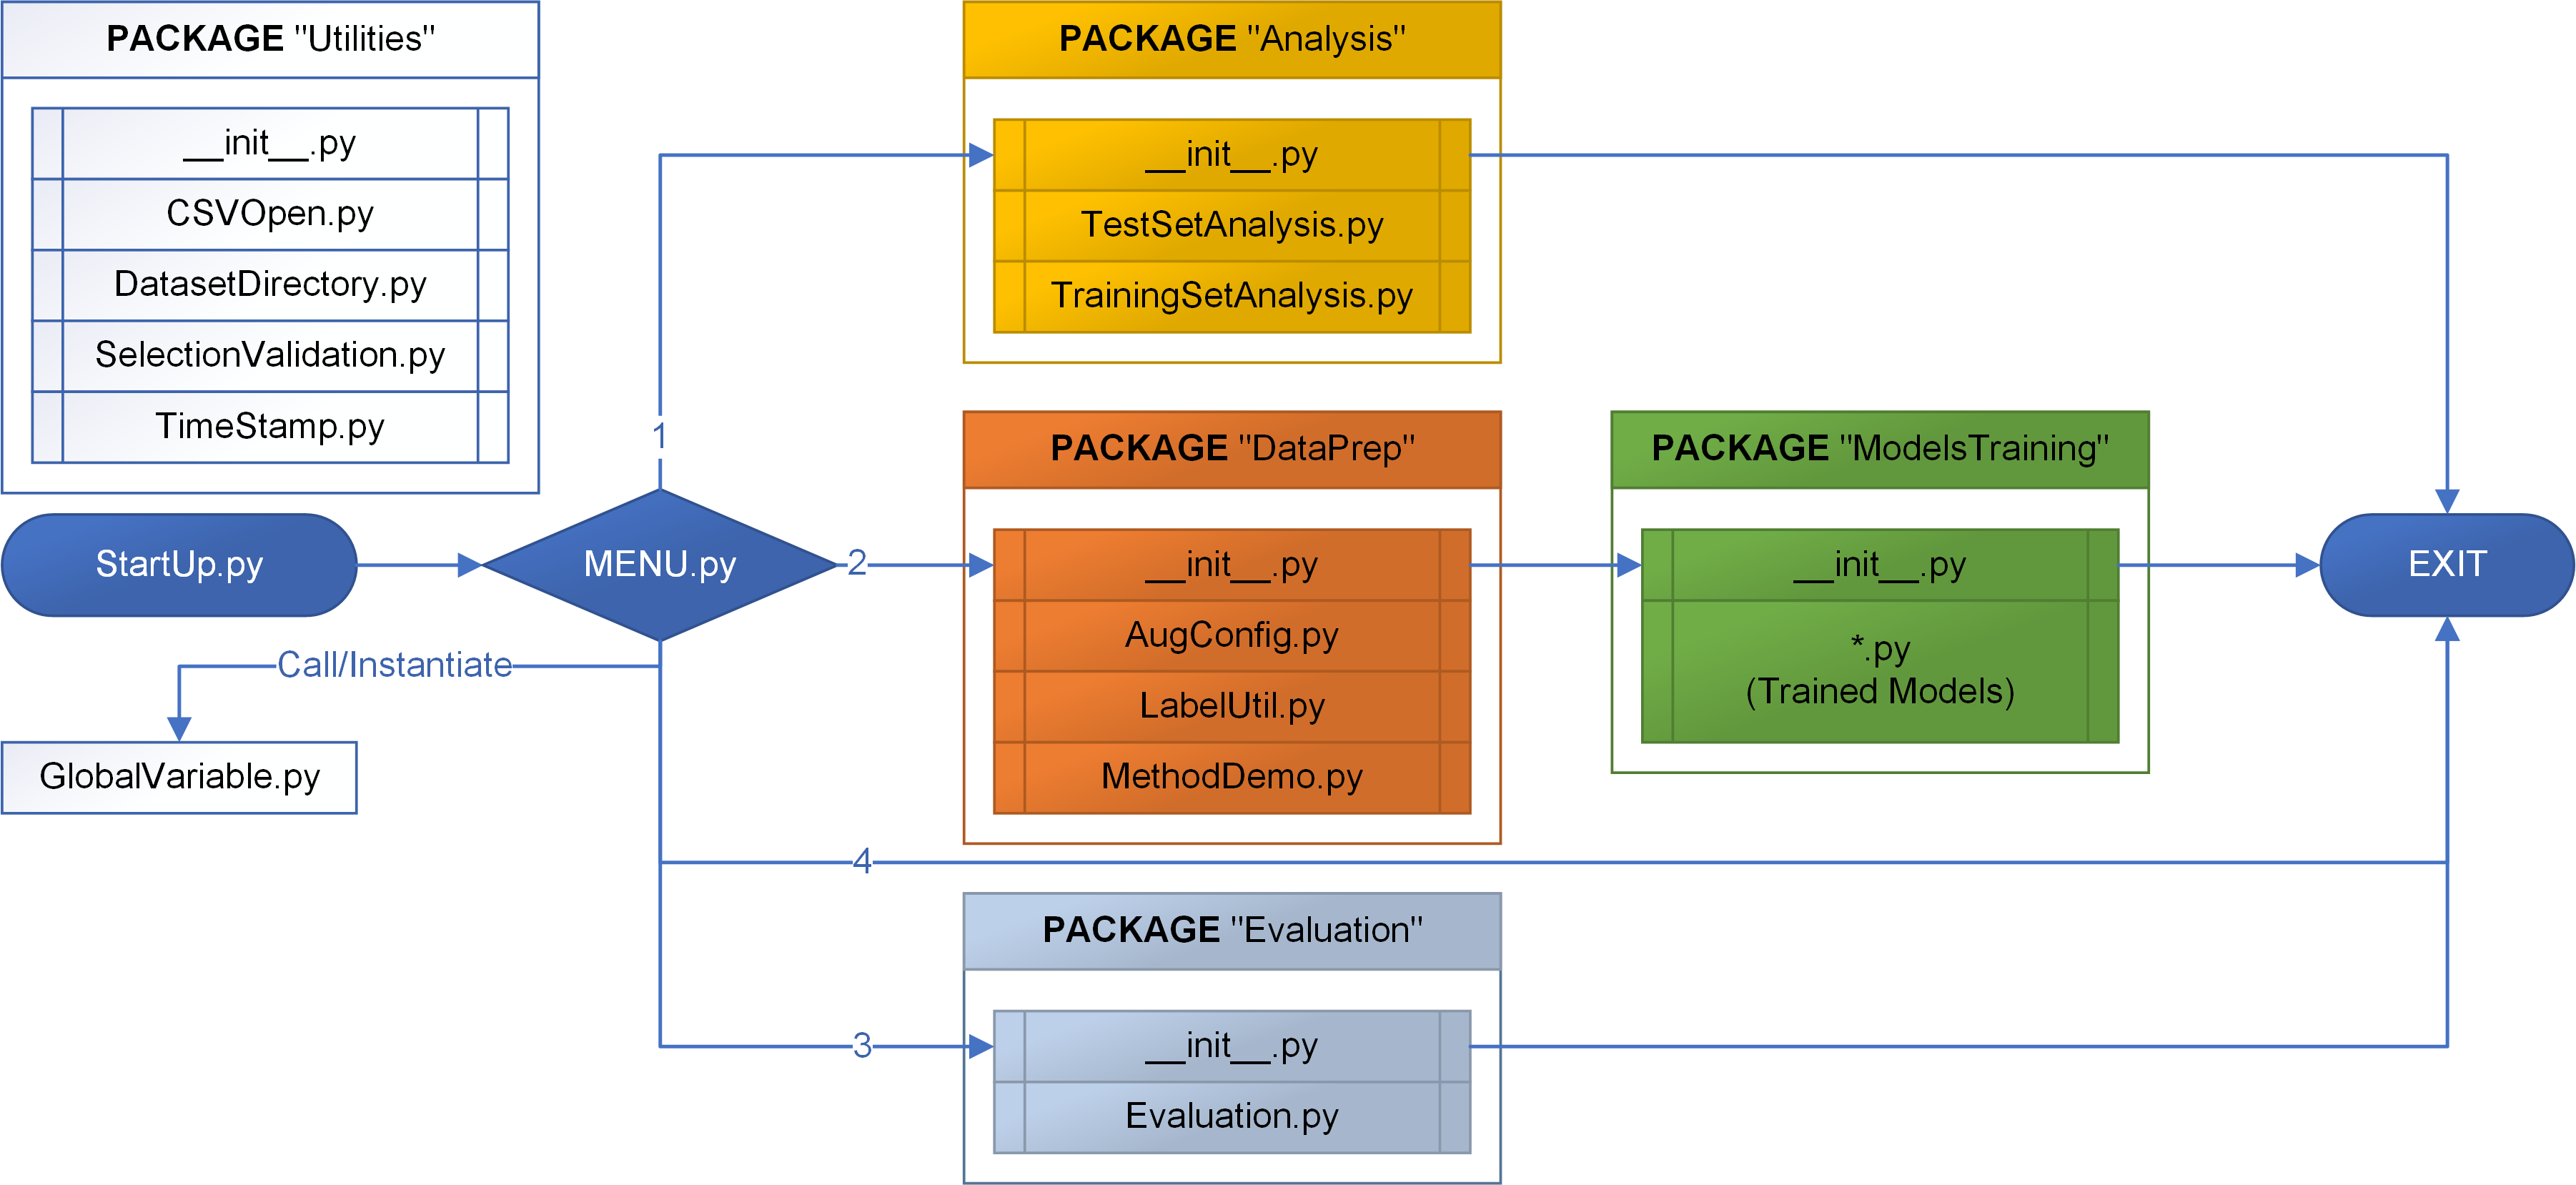 PACKAGE "Utilities"
__init__.py
CSVOpen.py
DatasetDirectory.py
SelectionValidation.py
TimeStamp.py
PACKAGE "Analysis"
__init__.py
TestSetAnalysis.py
TrainingSetAnalysis.py
1
StartUp.py
MENU.py
2
Call/Instantiate
GlobalVariable.py
PACKAGE "DataPrep"
__init__.py
AugConfig.py
LabelUtil.py
MethodDemo.py
PACKAGE "ModelsTraining"
__init__.py
*.py
(Trained Models)
EXIT
4
PACKAGE "Evaluation"
3
__init__.py
Evaluation.py